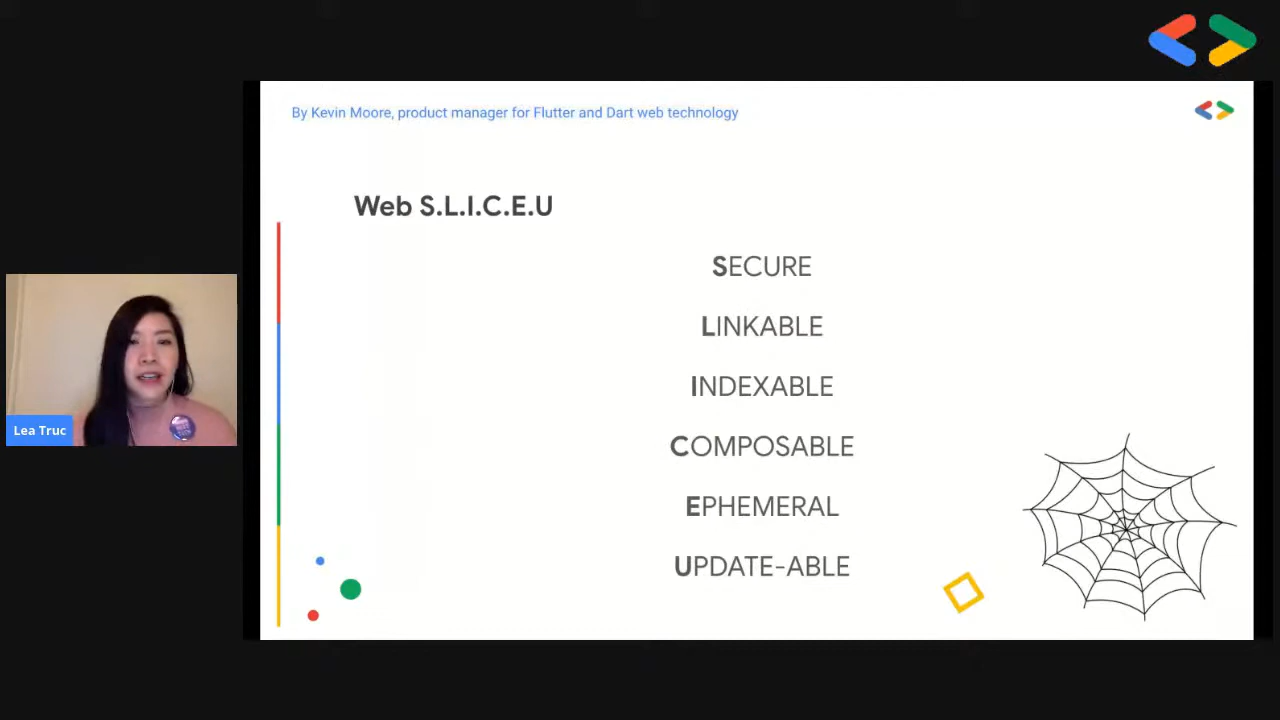 By Kevin Moore, product manager for Flutter and Dart web technology
Web S.L.I.C.E.U
SECURE
LINKABLE
INDEXABLE
COMPOSABLE
EPHEMERAL
UPDATE-ABLE
Lea Truc